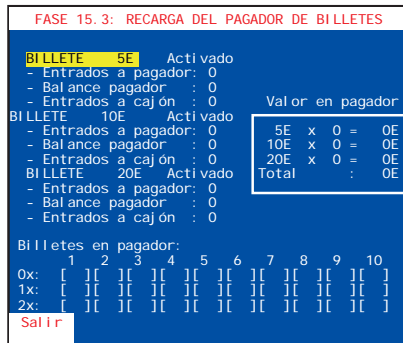 FASE 15.3: RECARGA DEL PAGADOR DE BILLETES
BILLETE 5E Activado
- Entrados a pagador: 0
- Balance pagador : 0
- Entrados a cajón : 0
BILLETE 10E Activado
- Entrados a pagador: 0
- Balance pagador : 0
- Entrados a cajón : 0
BILLETE 20E Activado
- Entrados a pagador: 0
- Balance pagador : 0
- Entrados a cajón : 0
Valor en pagador
5E x 0 = 0E
10E x 0 = 0E
20E x 0 = 0E
Total : 0E
Billetes en pagador:
1 2 3 4 5 6 7 8 9 10
0x: [ ][ ][ ][ ][ ][ ][ ][ ][ ][ ]
1x: [ ][ ][ ][ ][ ][ ][ ][ ][ ][ ]
2x: [ ][ ][ ][ ][ ][ ][ ][ ][ ][ ]
Salir